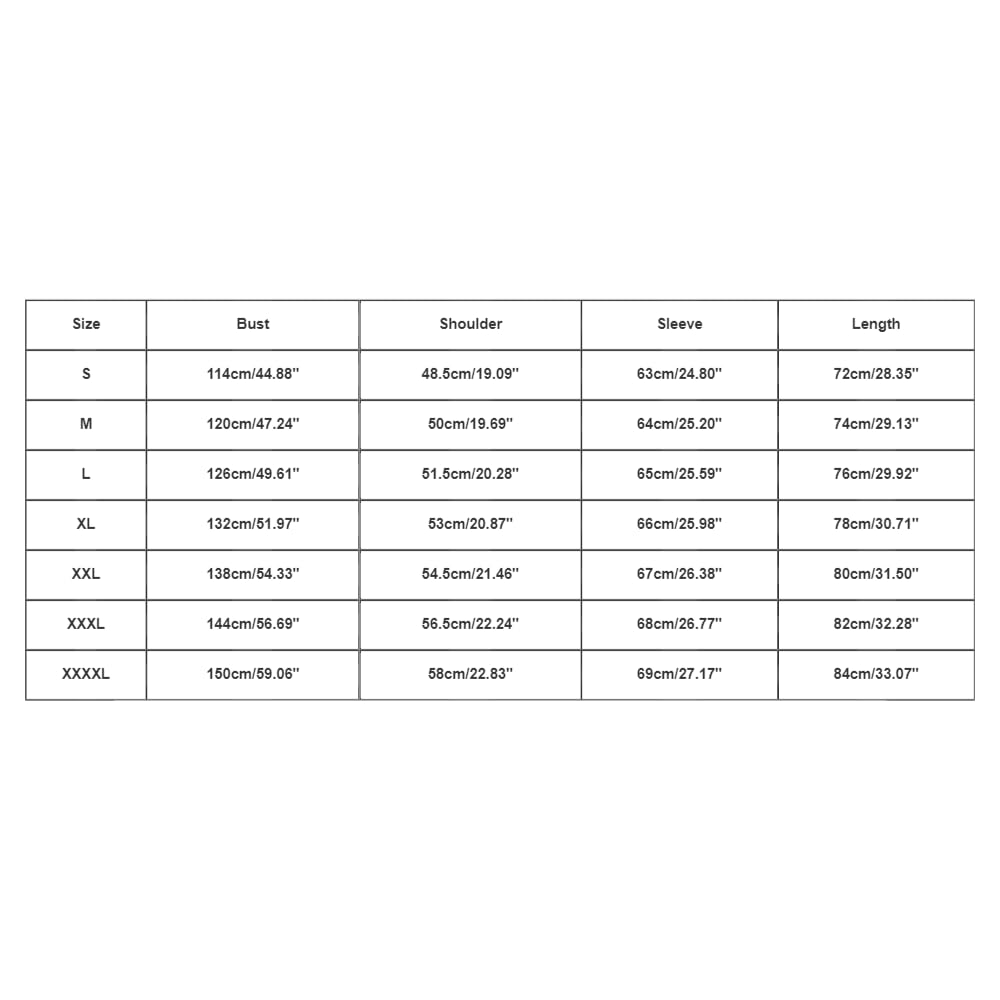 Size Bust Shoulder Sleeve Length
S 114cm/44.88" 48.5cm/19.09" 63cm/24.80" 72cm/28.35"
M 120cm/47.24" 50cm/19.69" 64cm/25.20" 74cm/29.13"
L 126cm/49.61" 51.5cm/20.28" 65cm/25.59" 76cm/29.92"
XL 132cm/51.97" 53cm/20.87" 66cm/25.98" 78cm/30.71"
XXL 138cm/54.33" 54.5cm/21.46" 67cm/26.38" 80cm/31.50"
XXXL 144cm/56.69" 56.5cm/22.24" 68cm/26.77" 82cm/32.28"
XXXXL 150cm/59.06" 58cm/22.83" 69cm/27.17" 84cm/33.07"